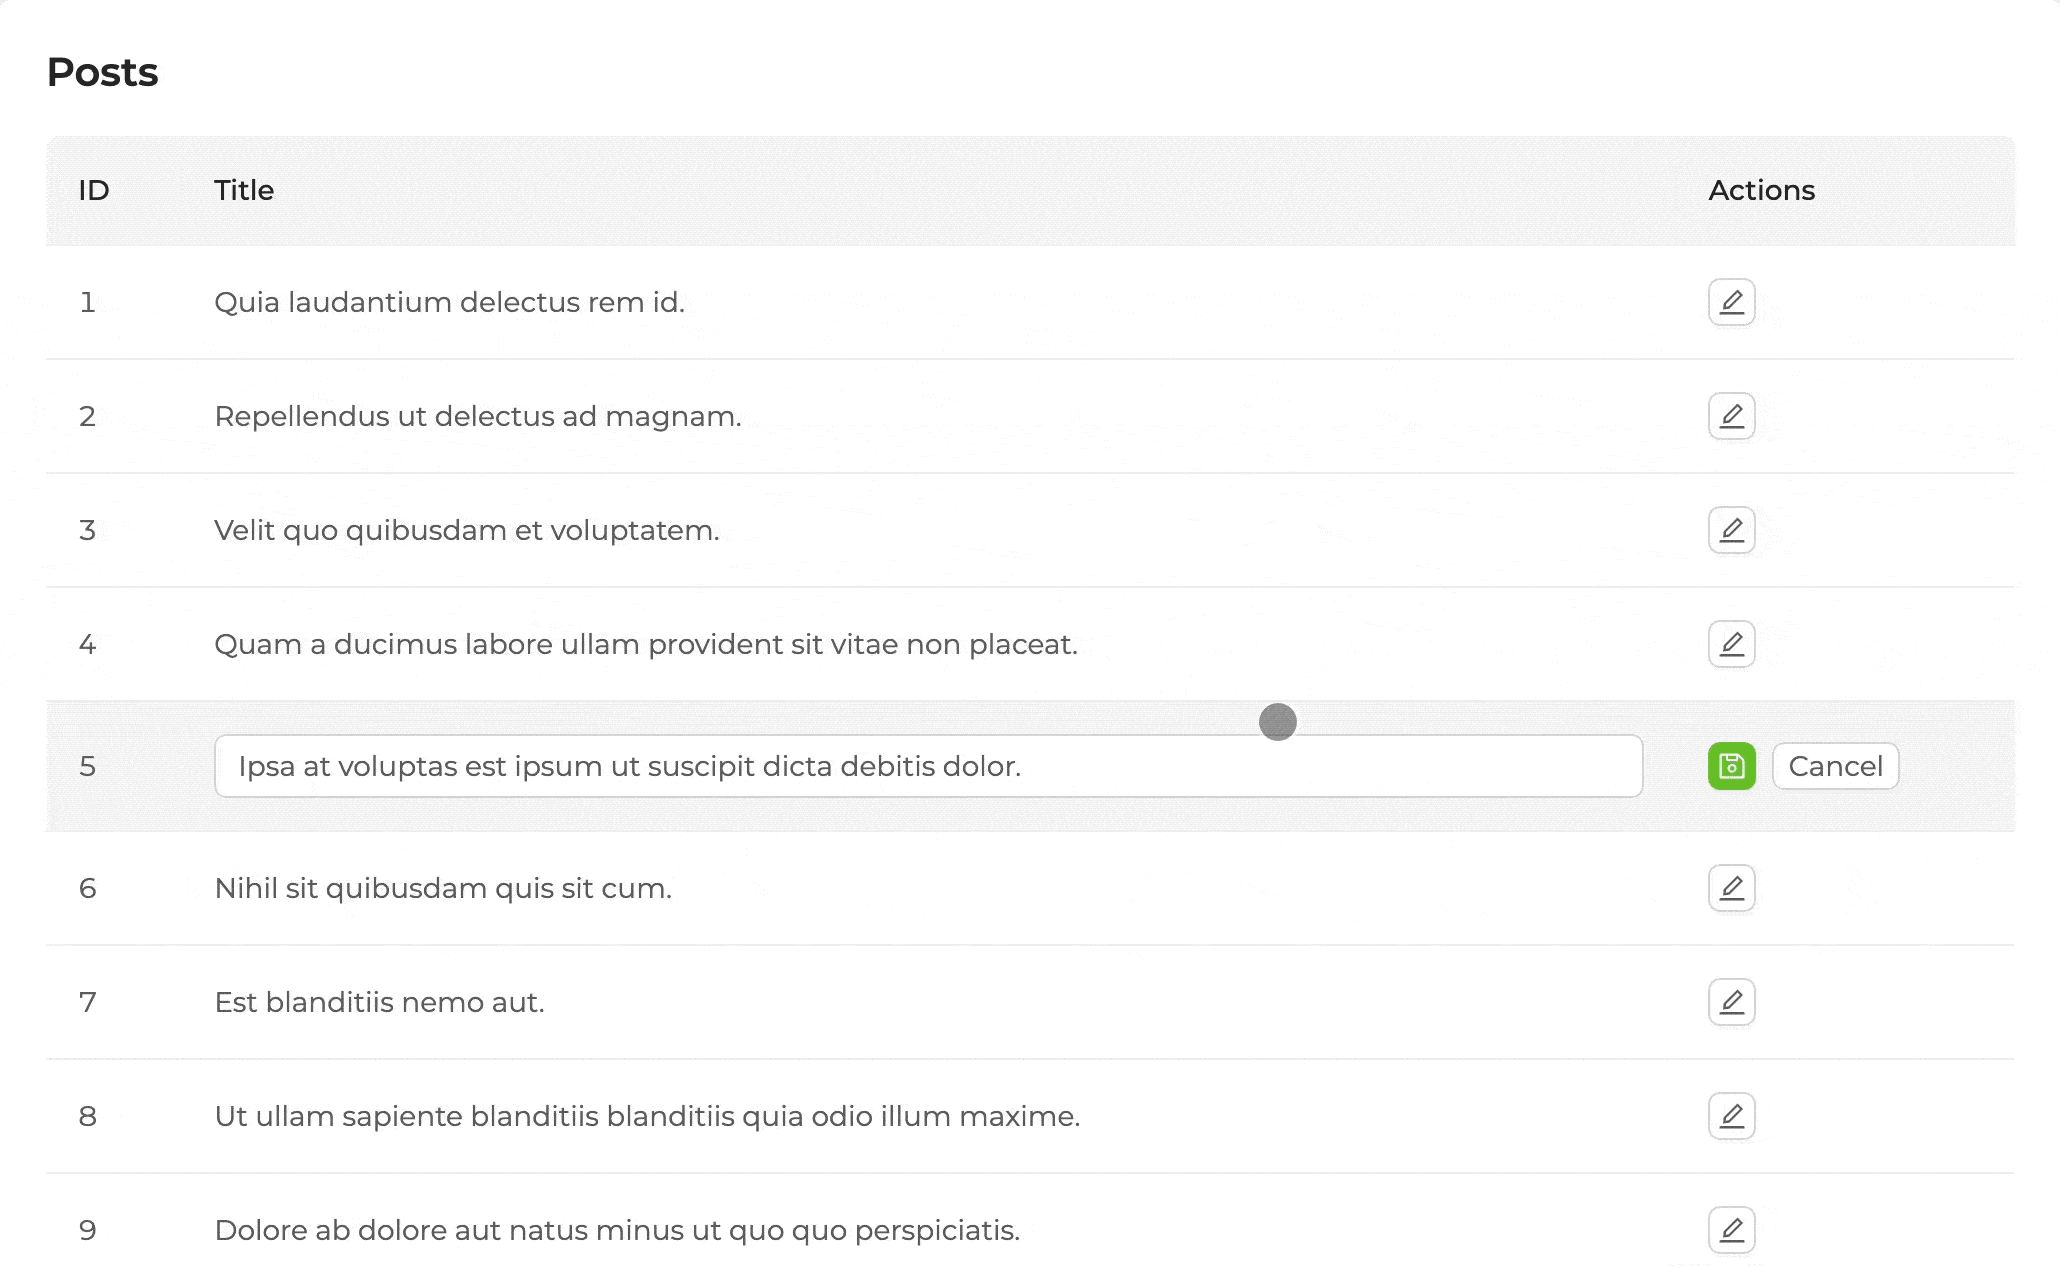 Posts
ID Title Actions
1 Quia laudantium delectus rem id.
2 Repellendus ut delectus ad magnam.
3 Velit quo quibusdam et voluptatem.
4 Quam a ducimus labore ullam provident sit vitae non placeat.
5 Ipsa at voluptas est ipsum ut suscipit dicta debitis dolor. Cancel
6 Nihil sit quibusdam quis sit cum.
7 Est blanditiis nemo aut.
8 Ut ullam sapiente blanditiis blanditiis quia odio illum maxime.
9 Dolore ab dolore aut natus minus ut quo quo perspiciatis.